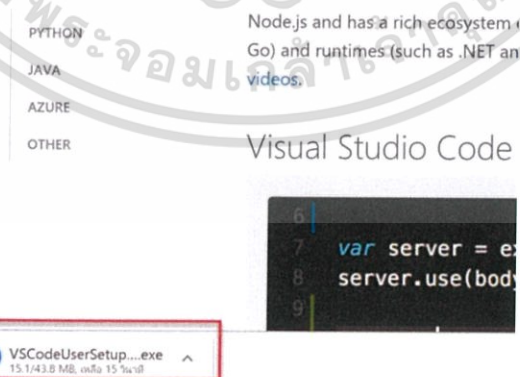 PYTHON
JAVA
AZURE
OTHER
Node.js and has a rich ecosystem
Go) and runtimes (such as .NET an
videos.
Visual Studio Code
6
7 var server = e
8 server.use(body
9
VSCodeUserSetup....exe
15.1/43.8 MB, เหลือ 15 วินาที